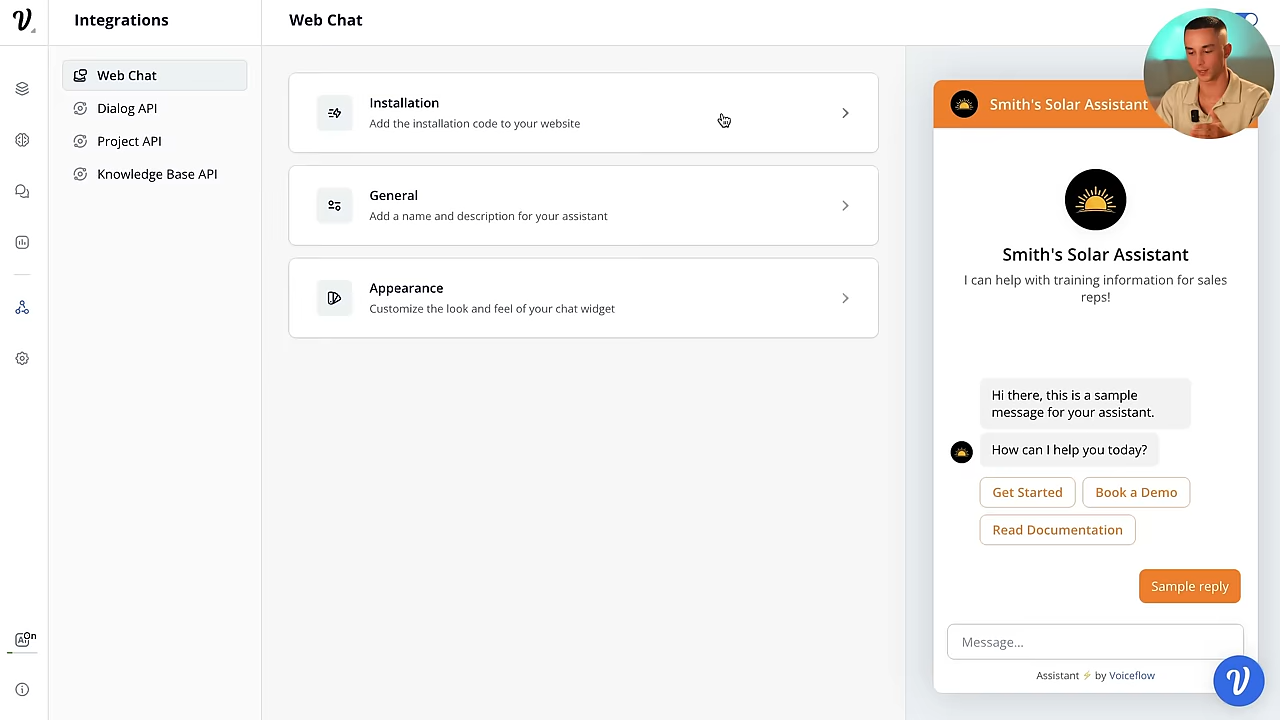 Integrations
Web Chat
Web Chat
Dialog API
Project API
Knowledge Base API
Installation
Add the installation code to your website
General
Add a name and description for your assistant
Appearance
Customize the look and feel of your chat widget
Smith's Solar Assistant
Smith's Solar Assistant
I can help with training information for sales
reps!
Hi there, this is a sample
message for your assistant.
How can I help you today?
Get Started
Book a Demo
Read Documentation
Sample reply
Message...
Assistant ⚡ by Voiceflow
AI On